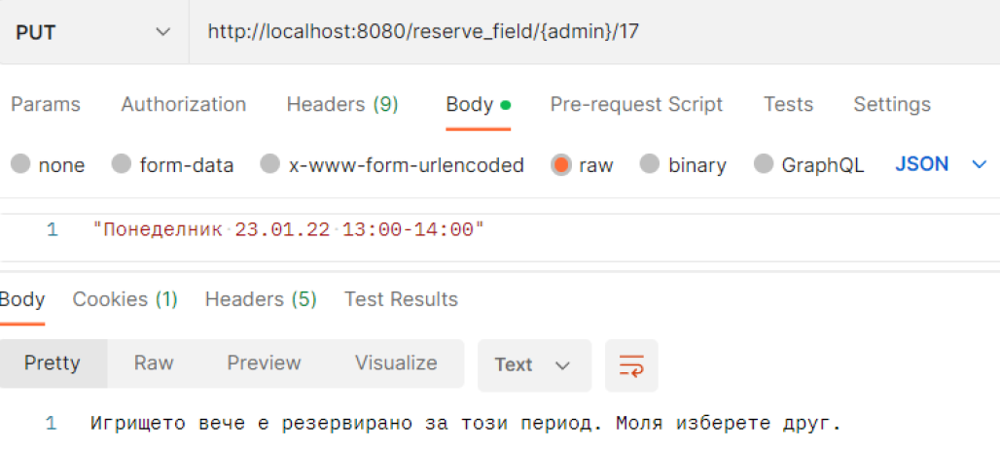 PUT http://localhost:8080/reserve_field/{admin}/17
Params Authorization Headers (9) Body Pre-request Script Tests Settings
none form-data x-www-form-urlencoded raw binary GraphQL JSON
1 "Понеделник 23.01.22 13:00-14:00"
Body Cookies (1) Headers (5) Test Results
Pretty Raw Preview Visualize Text
1 Игрището вече е резервирано за този период. Моля изберете друг.